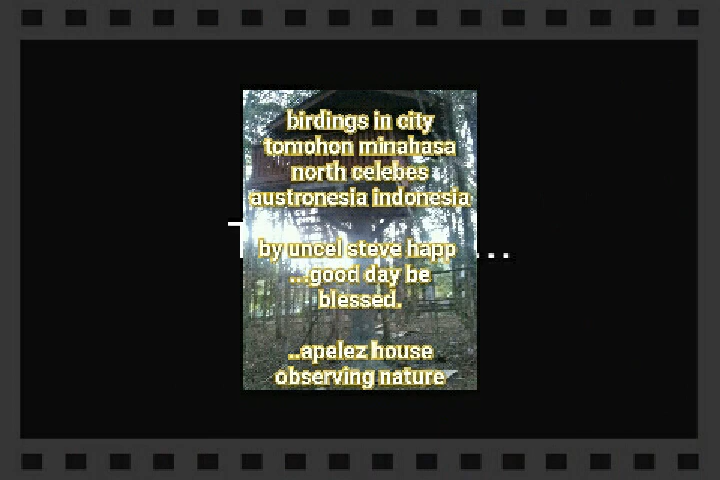 birdings in city
tomohon minahasa
north celebes
austronesia indonesia
by uncel steve happ
...good day be
blessed.
..apelez house
observing nature